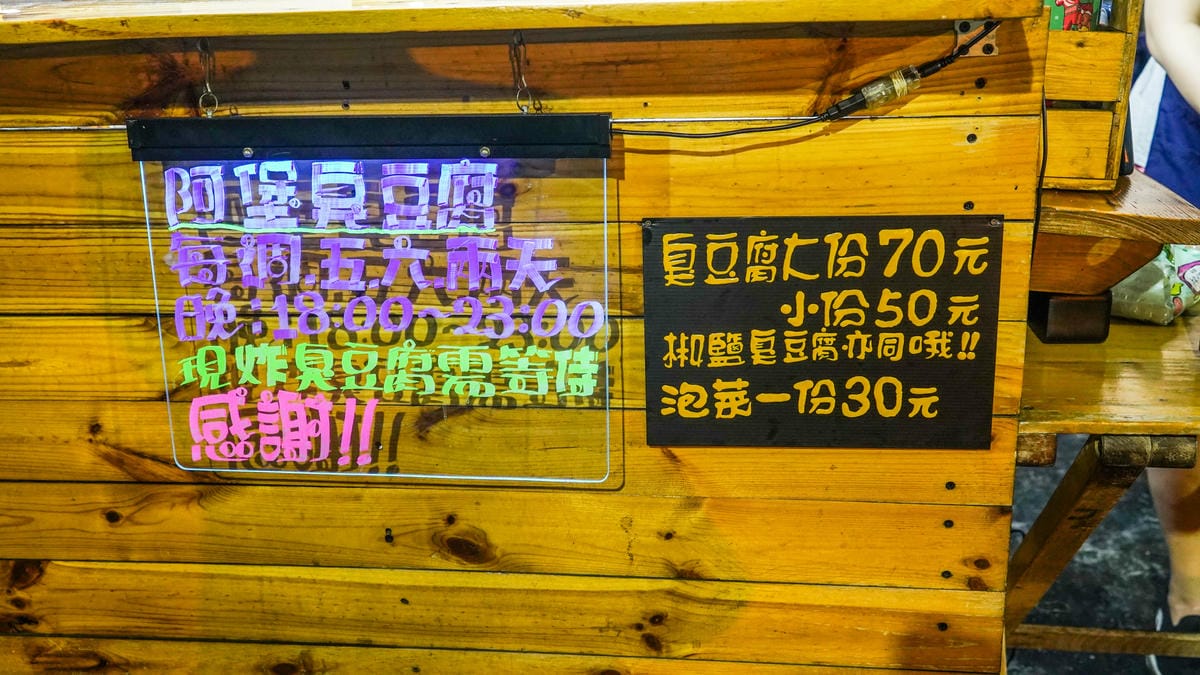 阿堡臭豆腐
每個.五.六.兩天
晚:18:00~23:00
現炸臭豆腐需等待
感謝!!
臭豆腐大份70元
小份50元
椒鹽臭豆腐亦同哦!!
泡菜一份30元